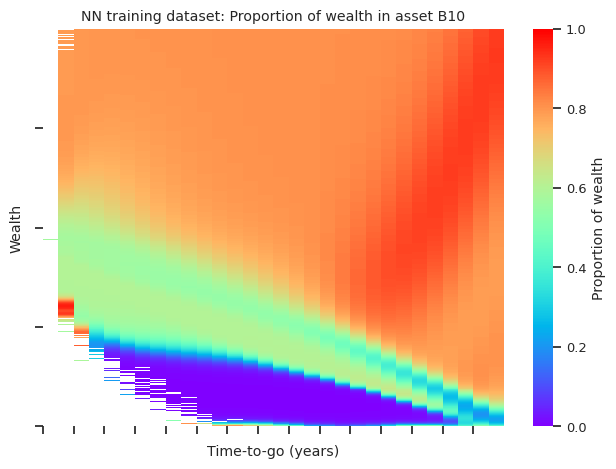 NN training dataset: Proportion of wealth in asset B10
1.0
0.8
0.6
0.4
0.2
0.0
Proportion of wealth
Wealth
Time-to-go (years)